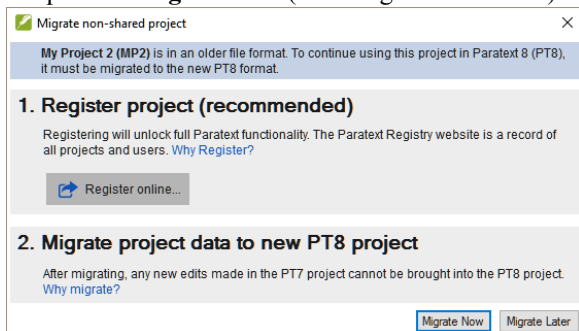 Migrate non-shared project
My Project 2 (MP2) is in an older file format. To continue using this project in Paratext 8 (PT8),
it must be migrated to the new PT8 format.
1. Register project (recommended)
Registering will unlock full Paratext functionality. The Paratext Registry website is a record of
all projects and users. Why Register?
Register online...
2. Migrate project data to new PT8 project
After migrating, any new edits made in the PT7 project cannot be brought into the PT8 project.
Why migrate?
Migrate Now Migrate Later